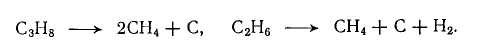 C₃H₈ ⟶ 2CH₄ + C, C₂H₆ ⟶ CH₄ + C + H₂.